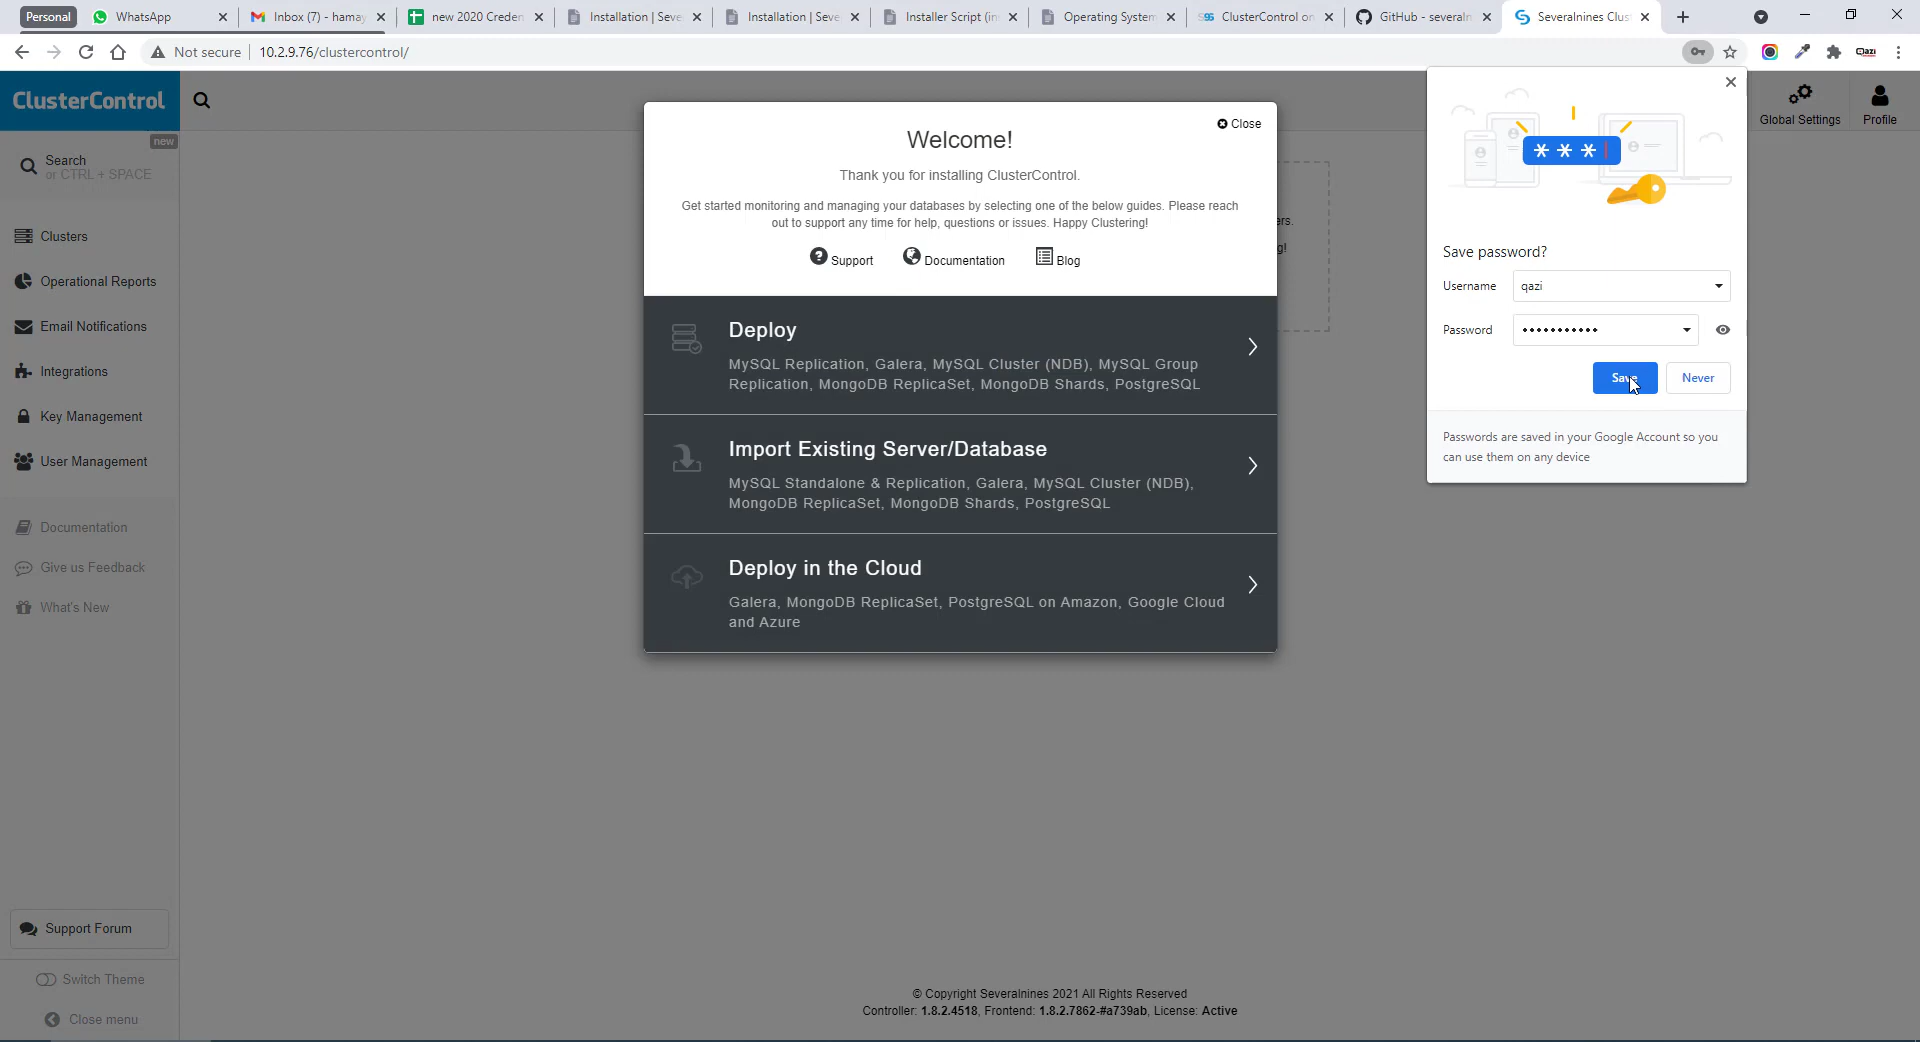 Personal
WhatsApp
Inbox (7) - hamay
new 2020 Creden
Installation | Seve
Installation | Seve
Installer Script (in
Operating System
S9S ClusterControl on
GitHub - severaln
Severalnines Clus
Not secure
10.2.9.76/clustercontrol/
Qazi
ClusterControl
Global Settings
Profile
new
Search
or CTRL + SPACE
Clusters
Operational Reports
Email Notifications
Integrations
Key Management
User Management
Documentation
Give us Feedback
What's New
Support Forum
Switch Theme
Close menu
Close
Welcome!
Thank you for installing ClusterControl.
Get started monitoring and managing your databases by selecting one of the below guides. Please reach
out to support any time for help, questions or issues. Happy Clustering!
Support
Documentation
Blog
ers.
g!
Deploy
MySQL Replication, Galera, MySQL Cluster (NDB), MySQL Group
Replication, MongoDB ReplicaSet, MongoDB Shards, PostgreSQL
Import Existing Server/Database
MySQL Standalone & Replication, Galera, MySQL Cluster (NDB),
MongoDB ReplicaSet, MongoDB Shards, PostgreSQL
Deploy in the Cloud
Galera, MongoDB ReplicaSet, PostgreSQL on Amazon, Google Cloud
and Azure
* * *
Save password?
Username
qazi
Password
•••••••••••
Save
Never
Passwords are saved in your Google Account so you
can use them on any device
© Copyright Severalnines 2021 All Rights Reserved
Controller: 1.8.2.4518, Frontend: 1.8.2.7862-#a739ab, License: Active